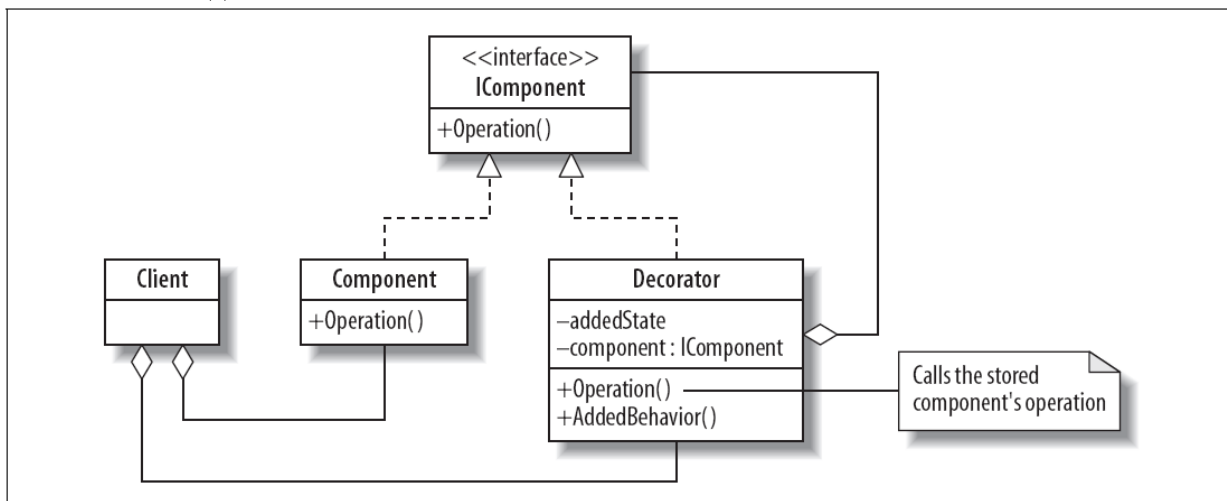 <<interface>>
IComponent
+Operation()
Client
Component
+Operation()
Decorator
–addedState
–component : IComponent
+Operation()
+AddedBehavior()
Calls the stored
component's operation